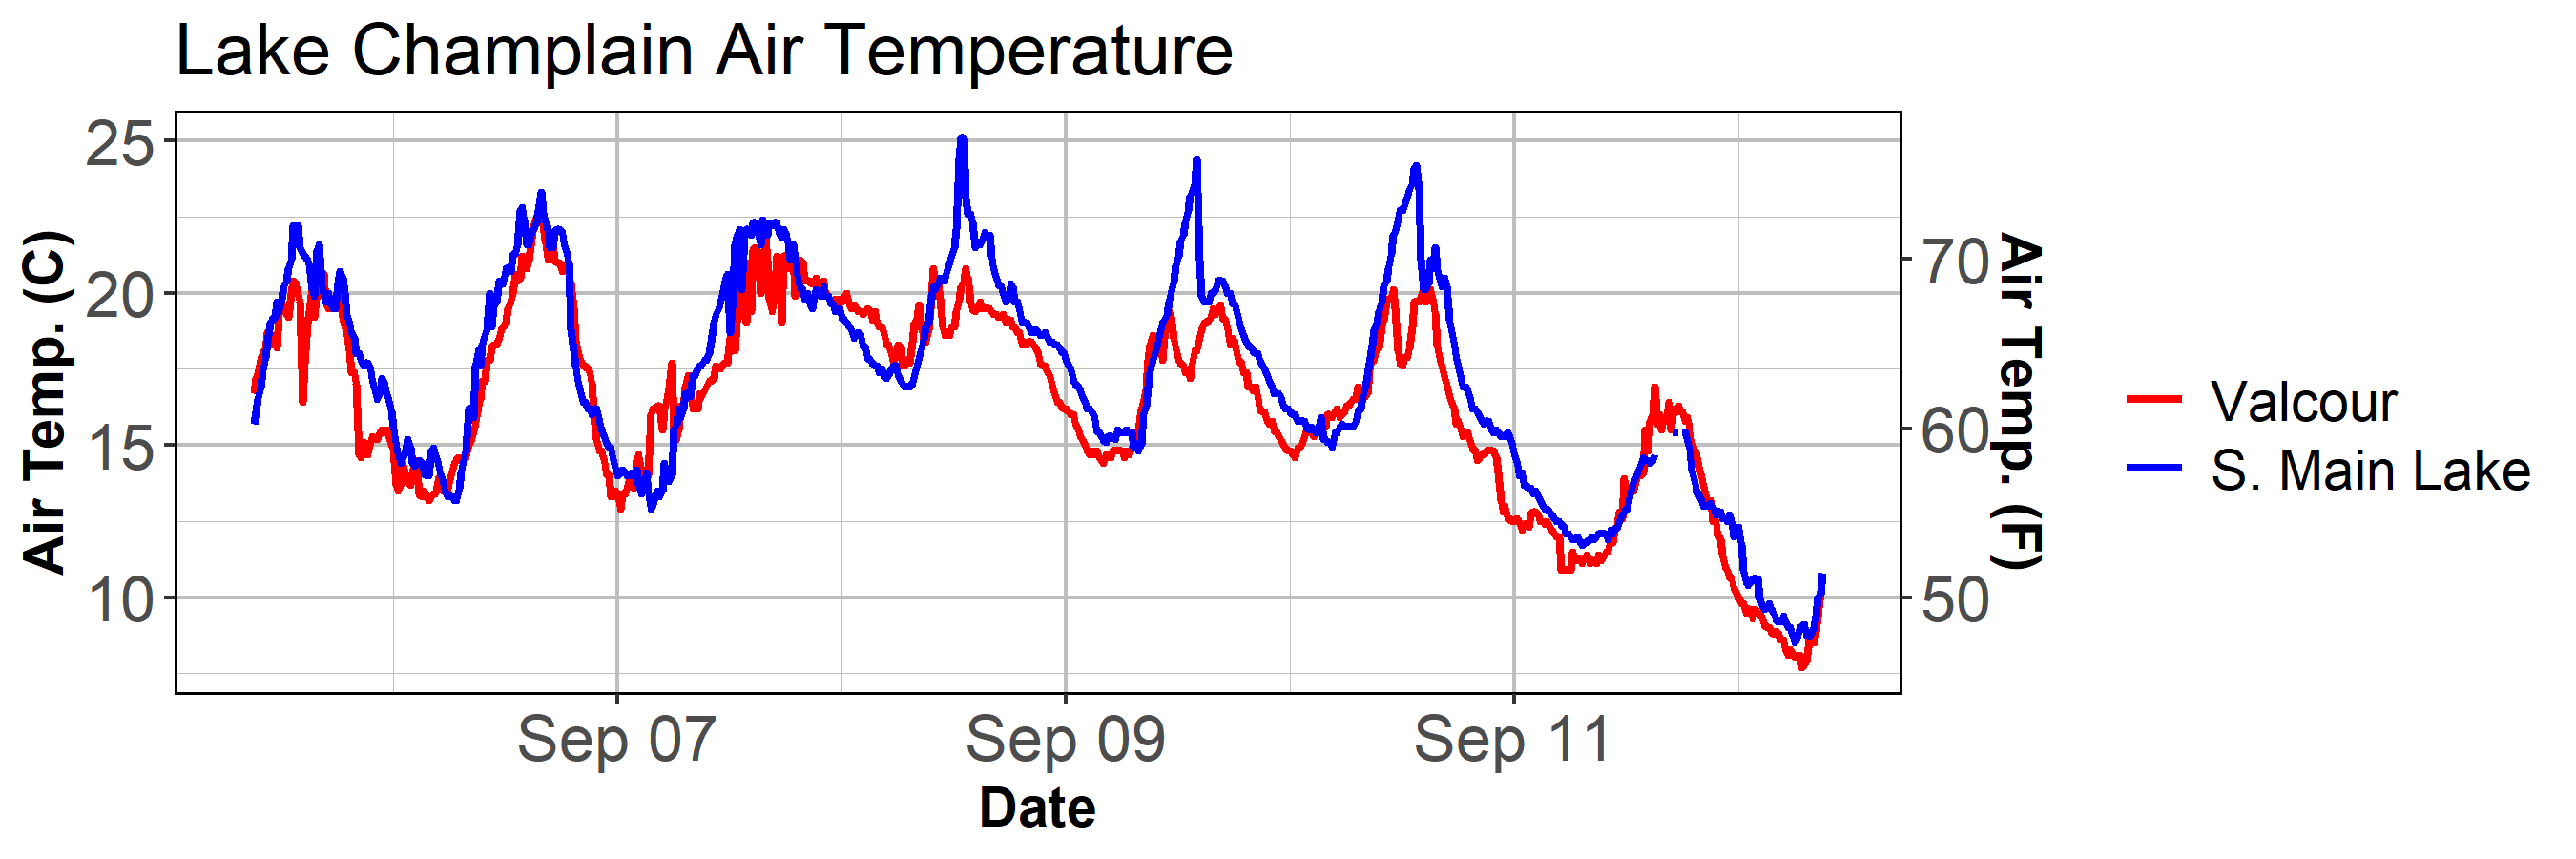 Lake Champlain Air Temperature
Air Temp. (C)
25
20
15
10
Air Temp. (F)
70
60
50
Sep 07
Sep 09
Sep 11
Date
Valcour
S. Main Lake